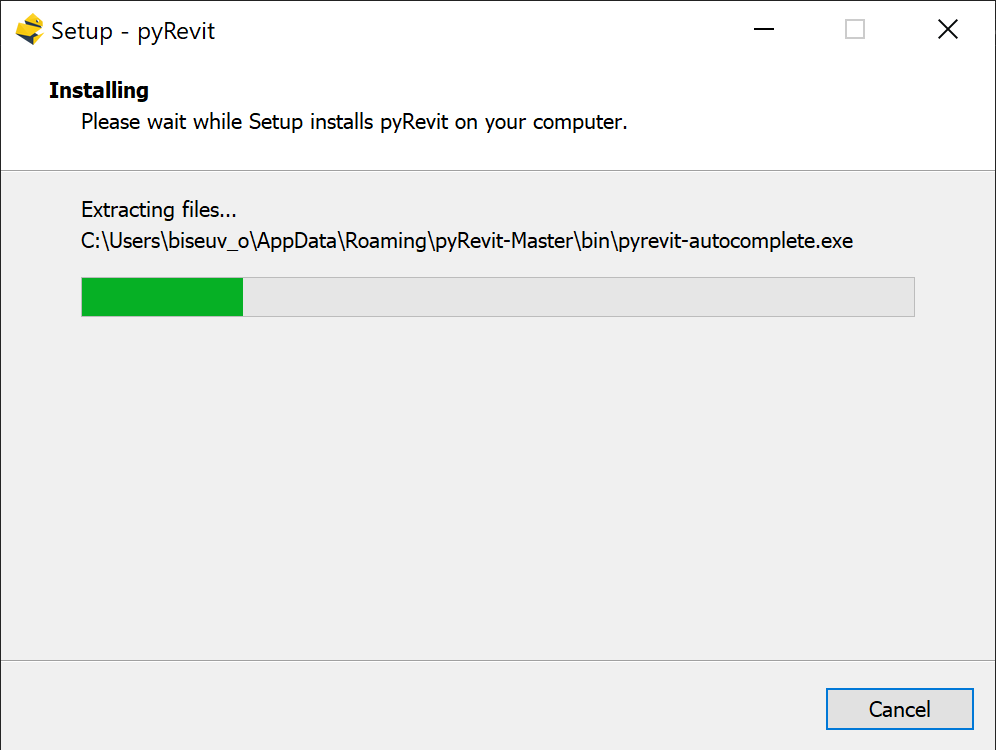 Setup - pyRevit
Installing
Please wait while Setup installs pyRevit on your computer.
Extracting files...
C:\Users\biseuv_o\AppData\Roaming\pyRevit-Master\bin\pyrevit-autocomplete.exe
Cancel